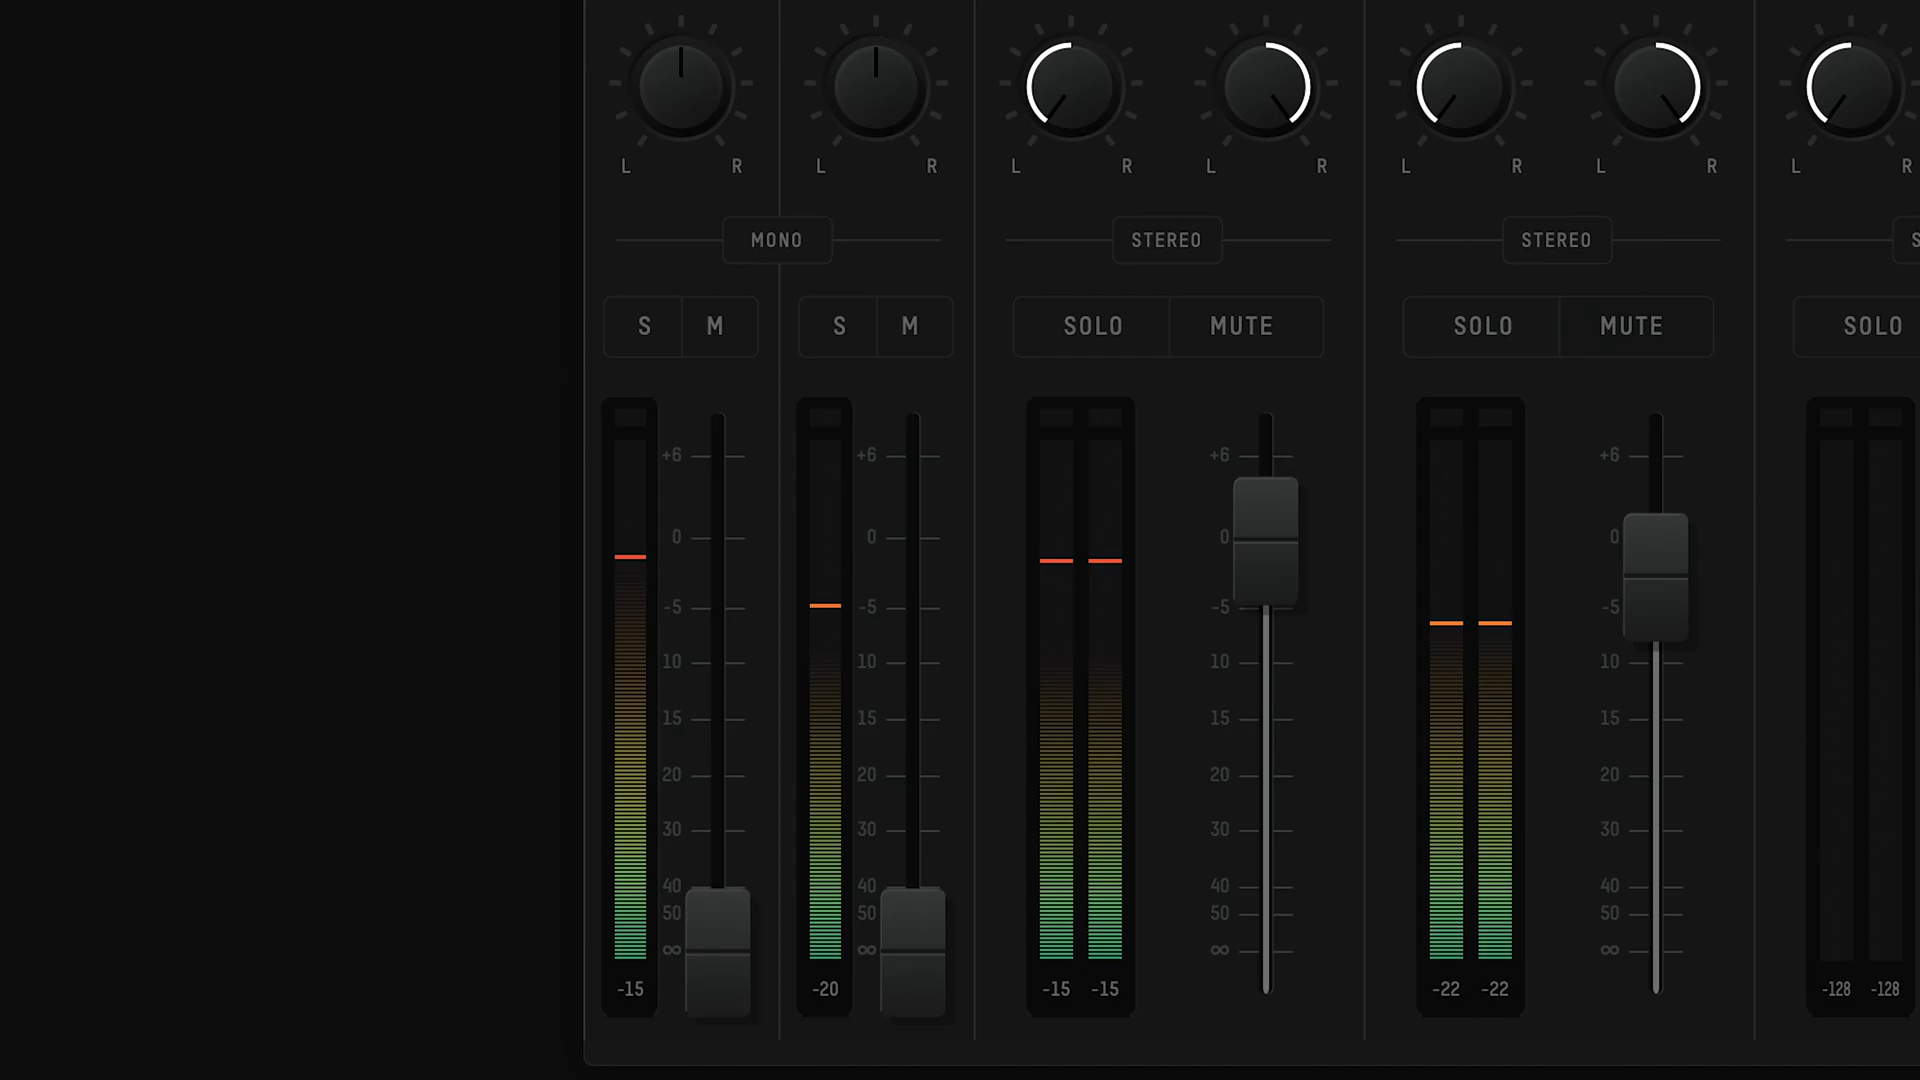 L R L R L R L R L R L R L R
MONO STEREO STEREO S
S M S M SOLO MUTE SOLO MUTE SOLO
+6 +6 +6 +6
0 0 0 0
-5 -5 -5 -5
10 10 10 10
15 15 15 15
20 20 20 20
30 30 30 30
40 40 40 40
50 50 50 50
∞ ∞ ∞ ∞
-15 -20 -15 -15 -22 -22 -128 -128